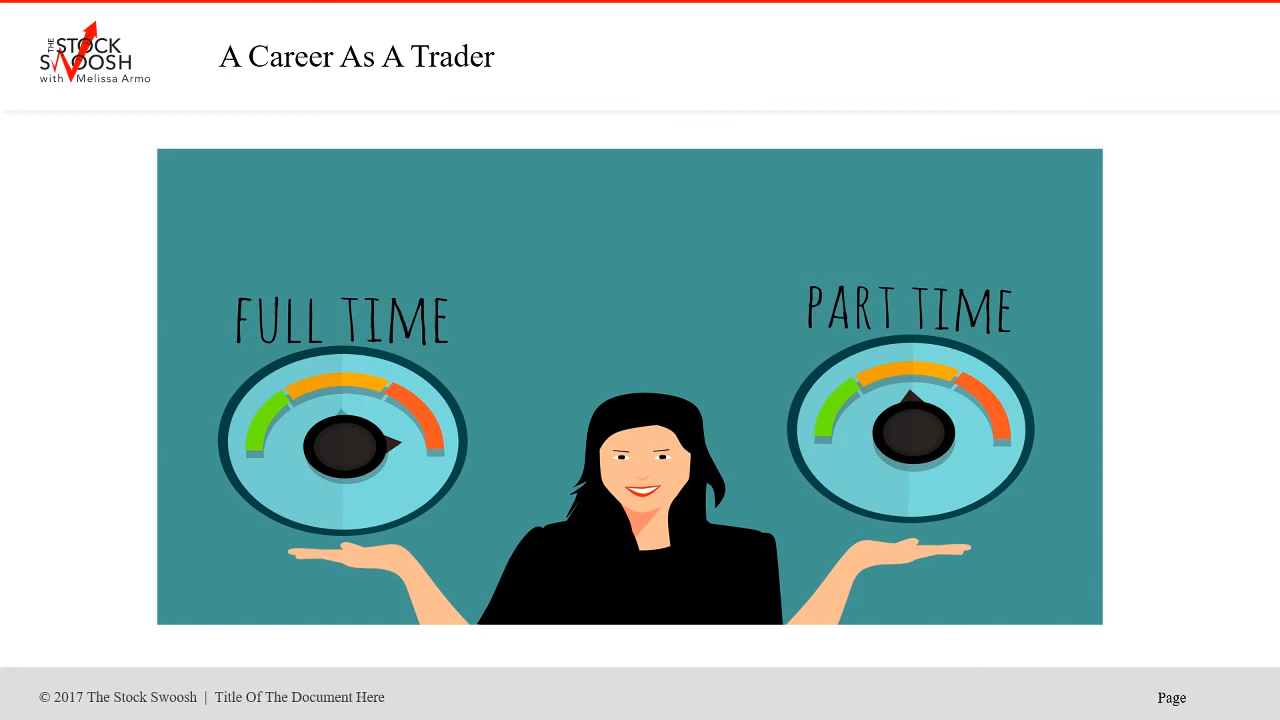 THE
STOCK
SWOOSH
with Melissa Armo
A Career As A Trader
FULL TIME
PART TIME
© 2017 The Stock Swoosh | Title Of The Document Here
Page